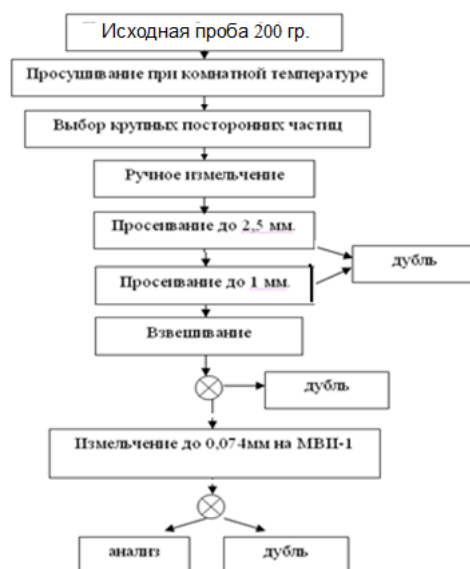 Исходная проба 200 гр.
Просушивание при комнатной температуре
Выбор крупных посторонних частиц
Ручное измельчение
Просеивание до 2,5 мм.
дубль
Просеивание до 1 мм.
Взвешивание
дубль
Измельчение до 0,074мм на МВП-1
анализ
дубль